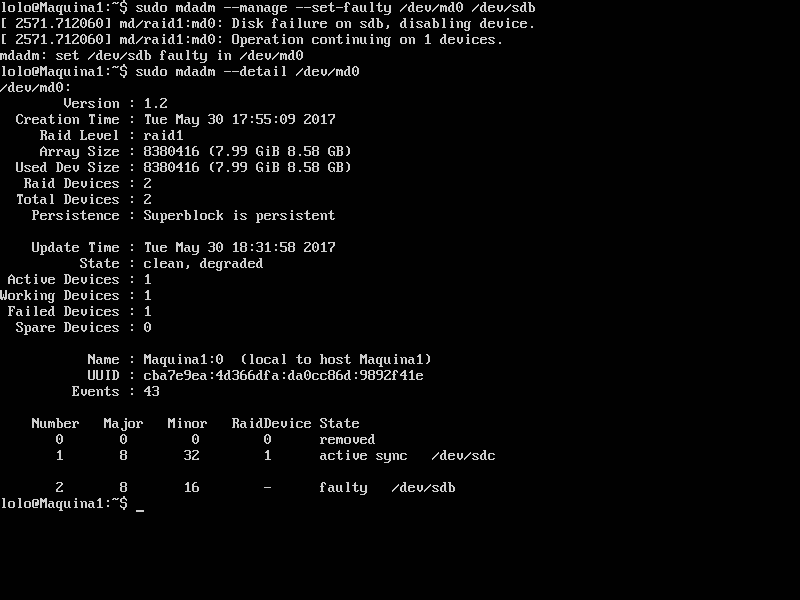 lolo@Maquina1:~$ sudo mdadm --manage --set-faulty /dev/md0 /dev/sdb
[ 2571.712060] md/raid1:md0: Disk failure on sdb, disabling device.
[ 2571.712060] md/raid1:md0: Operation continuing on 1 devices.
mdadm: set /dev/sdb faulty in /dev/md0
lolo@Maquina1:~$ sudo mdadm --detail /dev/md0
/dev/md0:
Version : 1.2
Creation Time : Tue May 30 17:55:09 2017
Raid Level : raid1
Array Size : 8380416 (7.99 GiB 8.58 GB)
Used Dev Size : 8380416 (7.99 GiB 8.58 GB)
Raid Devices : 2
Total Devices : 2
Persistence : Superblock is persistent
Update Time : Tue May 30 18:31:58 2017
State : clean, degraded
Active Devices : 1
Working Devices : 1
Failed Devices : 1
Spare Devices : 0
Name : Maquina1:0  (local to host Maquina1)
UUID : cba7e9ea:4d366dfa:da0cc86d:9892f41e
Events : 43
Number   Major   Minor   RaidDevice State
0       0        0        0      removed
1       8       32        1      active sync   /dev/sdc
2       8       16        -      faulty   /dev/sdb
lolo@Maquina1:~$ _